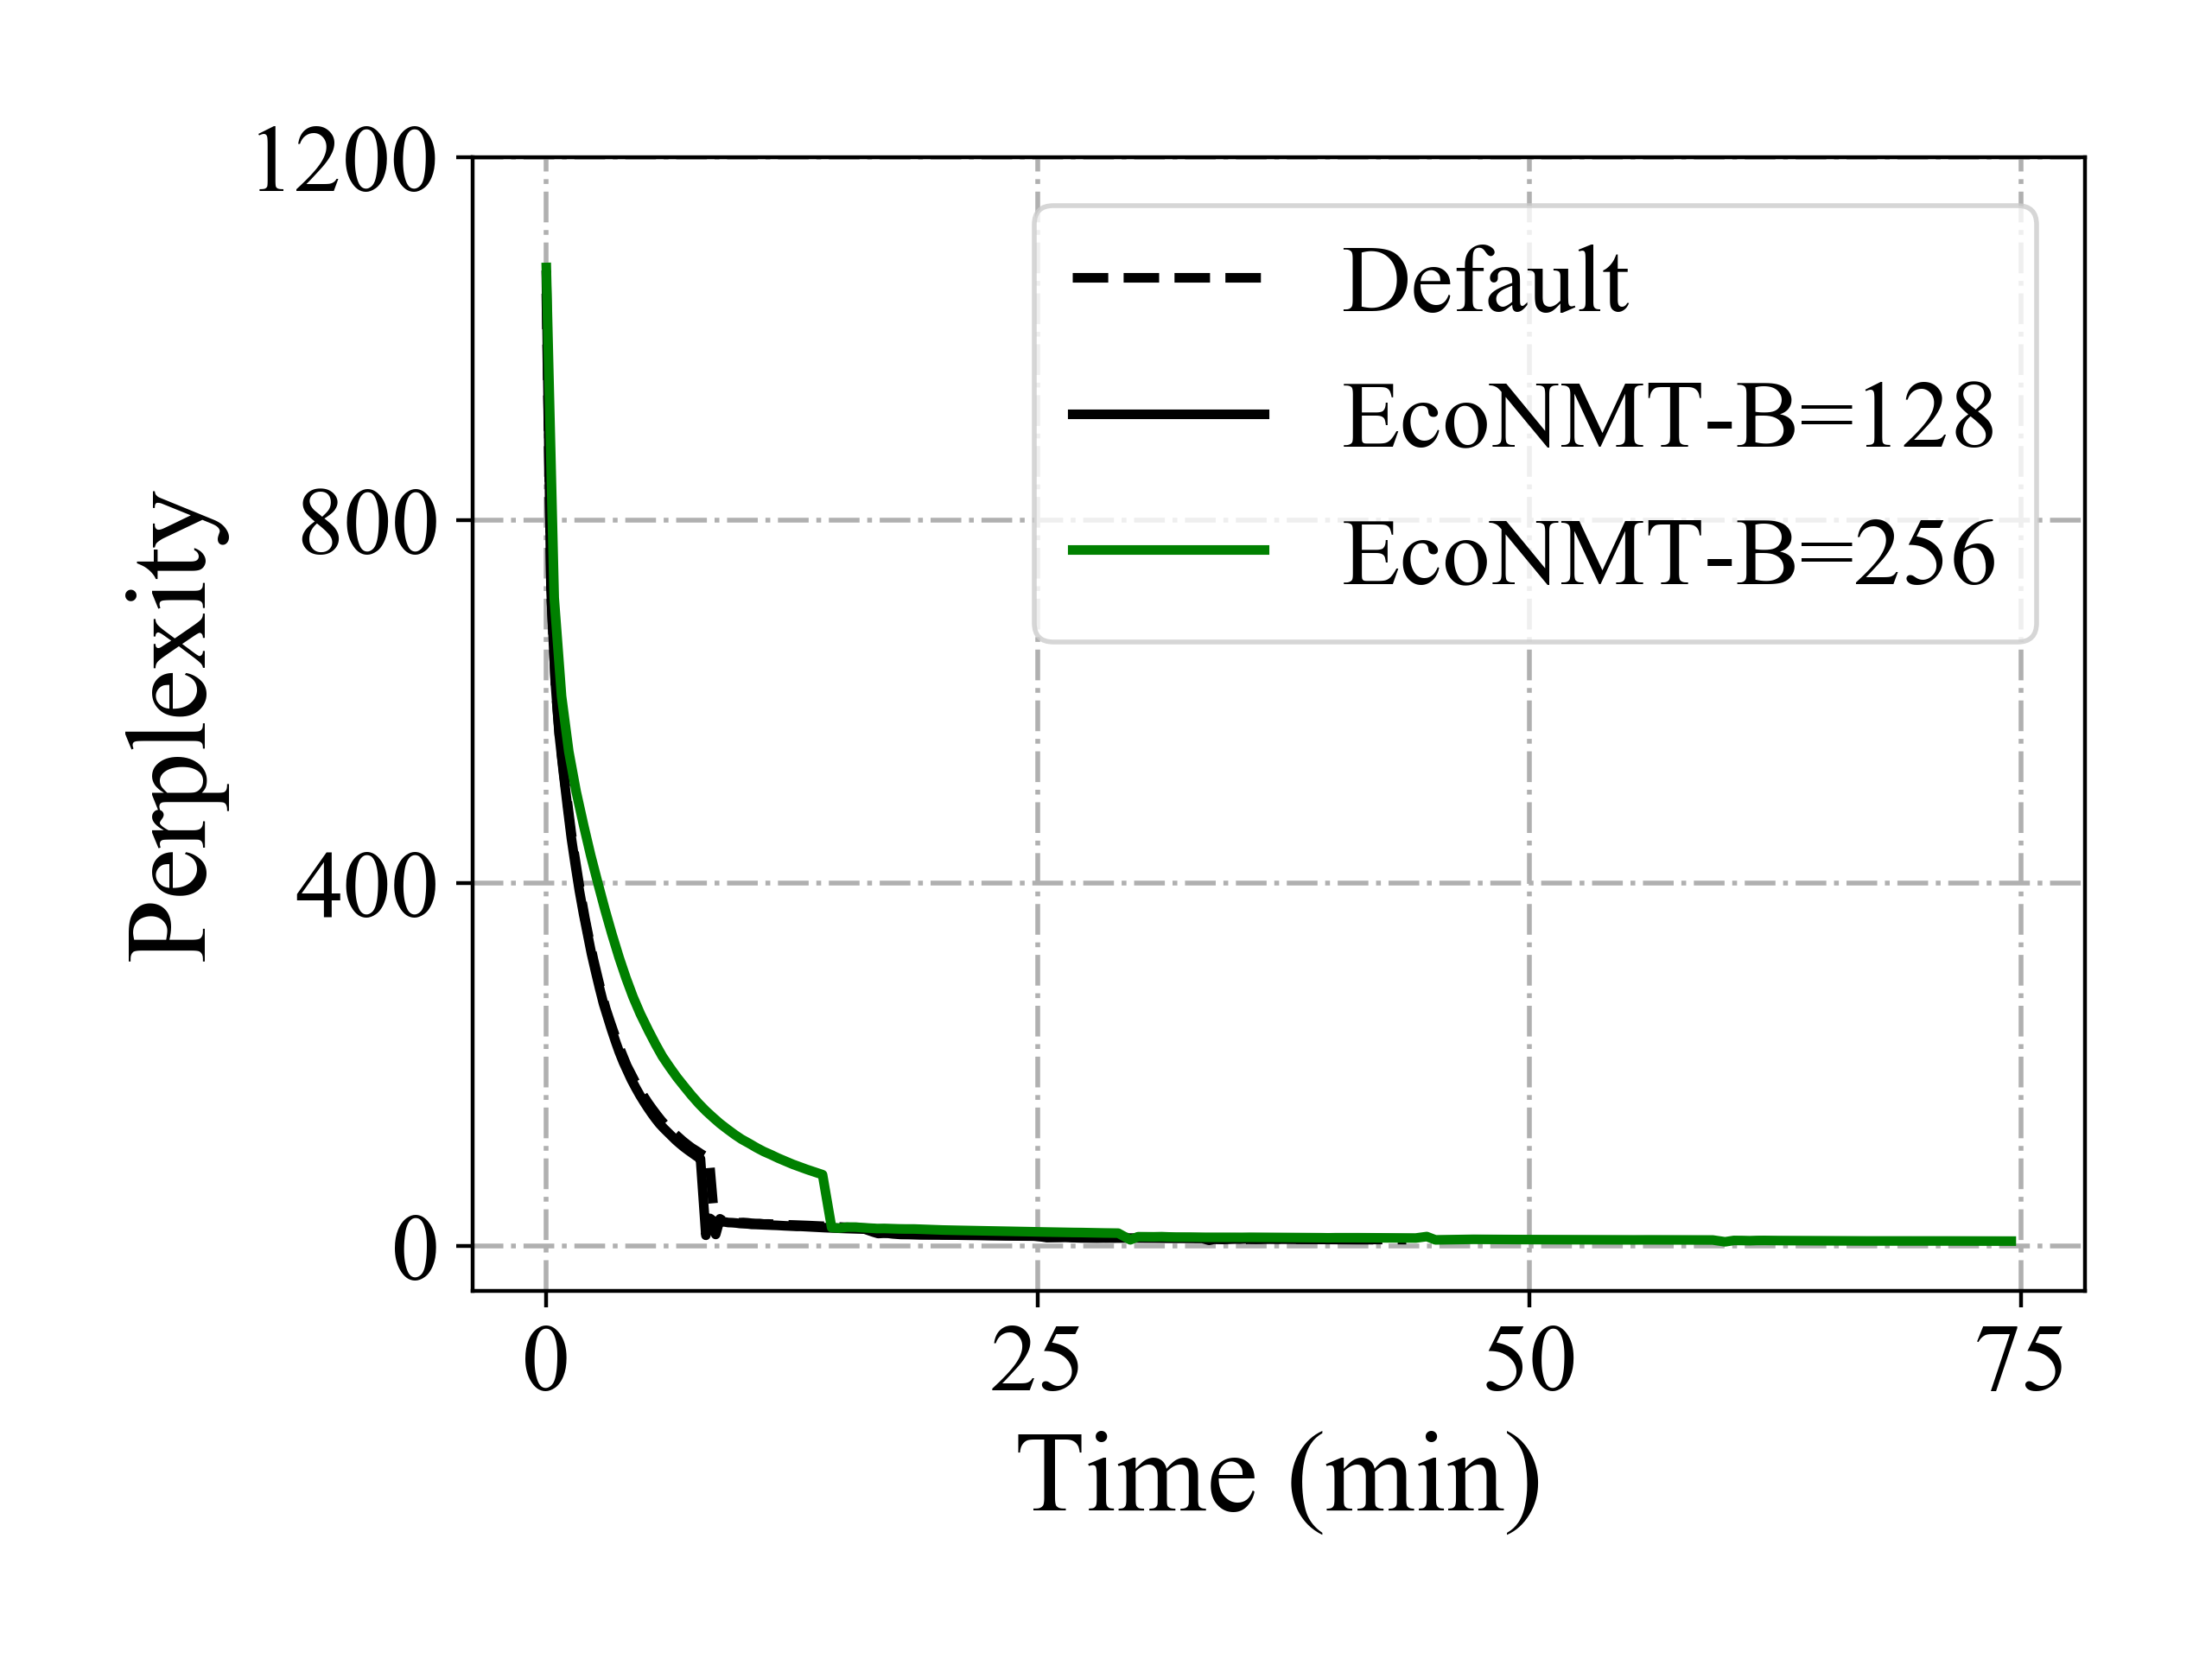 1200
800
400
0
Perplexity
Default
EcoNMT-B=128
EcoNMT-B=256
0 25 50 75
Time (min)